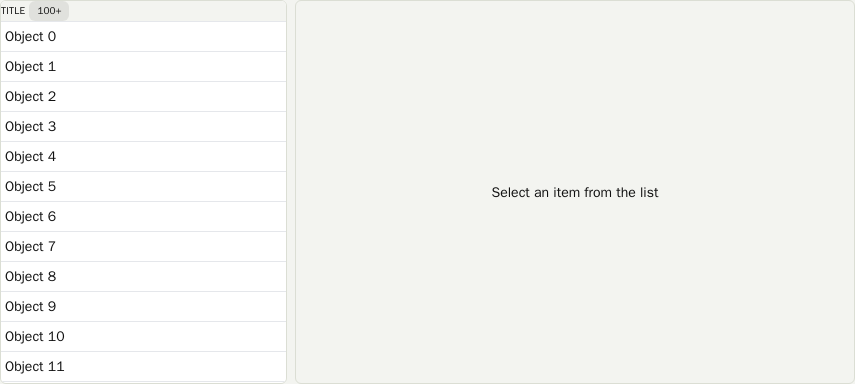 TITLE 100+
Object 0
Object 1
Object 2
Object 3
Object 4
Object 5
Object 6
Object 7
Object 8
Object 9
Object 10
Object 11
Select an item from the list